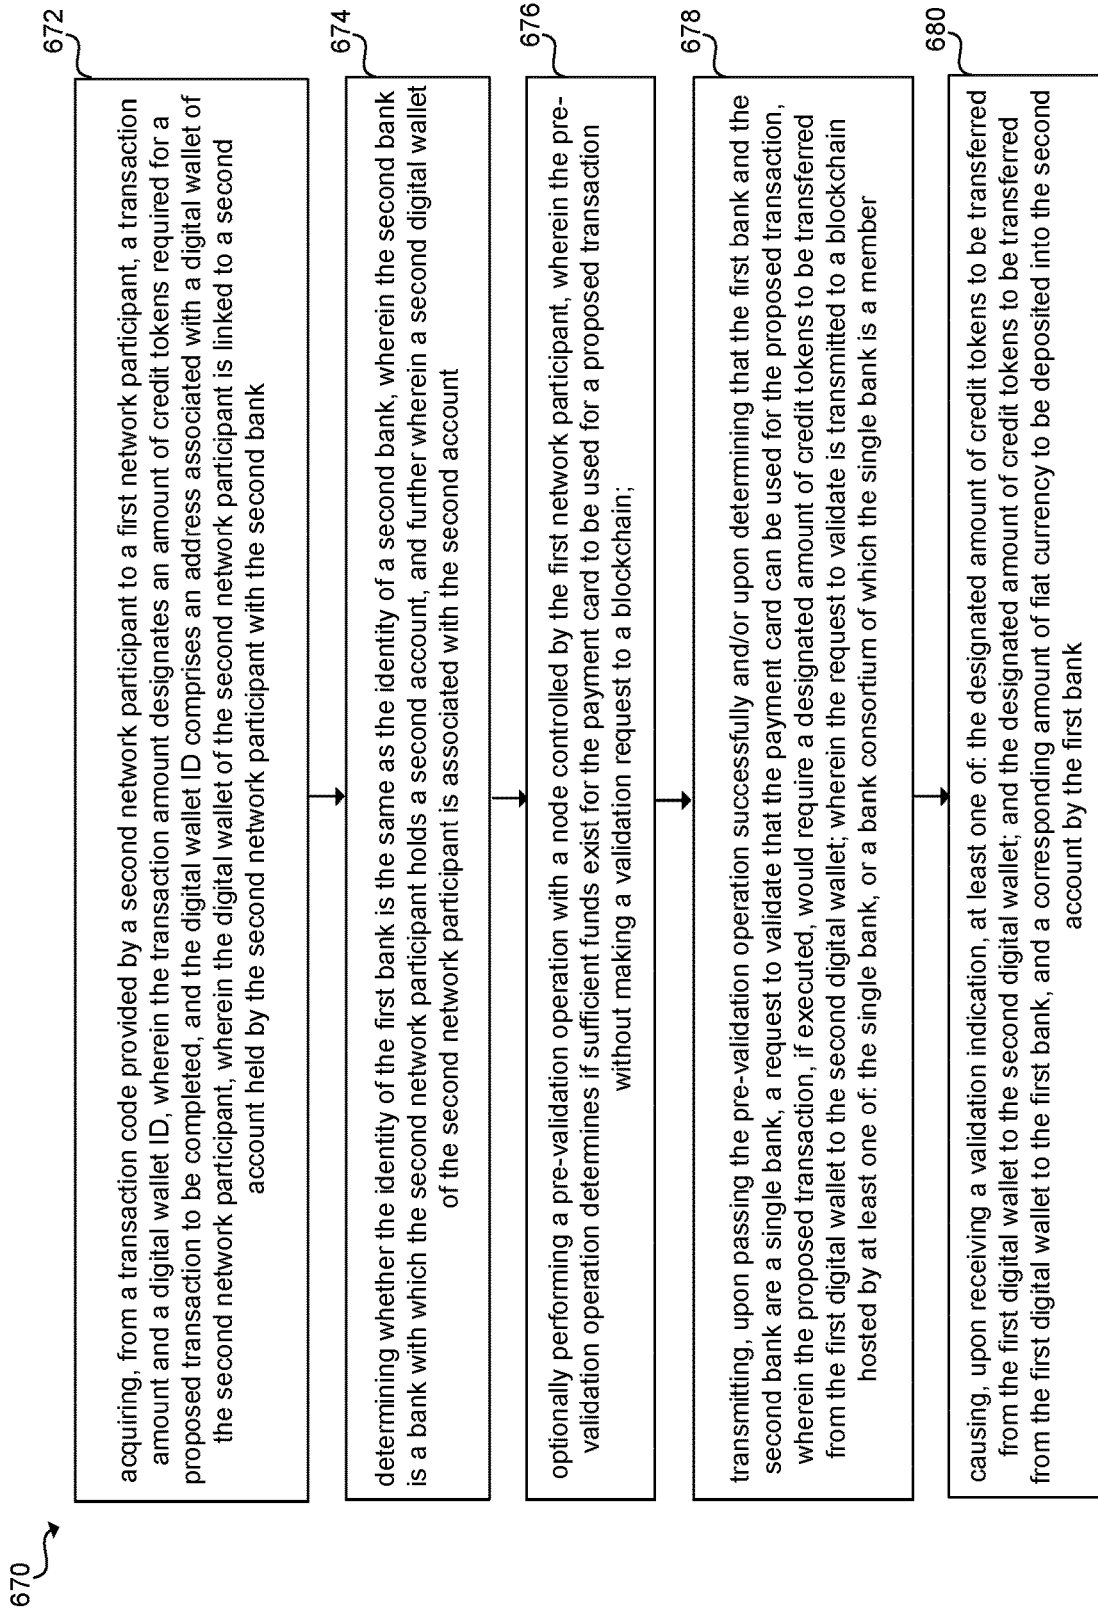 670
672
acquiring, from a transaction code provided by a second network participant to a first network participant, a transaction
amount and a digital wallet ID, wherein the transaction amount designates an amount of credit tokens required for a
proposed transaction to be completed, and the digital wallet ID comprises an address associated with a digital wallet of
the second network participant, wherein the digital wallet of the second network participant is linked to a second
account held by the second network participant with the second bank
674
determining whether the identity of the first bank is the same as the identity of a second bank, wherein the second bank
is a bank with which the second network participant holds a second account, and further wherein a second digital wallet
of the second network participant is associated with the second account
676
optionally performing a pre-validation operation with a node controlled by the first network participant, wherein the pre-
validation operation determines if sufficient funds exist for the payment card to be used for a proposed transaction
without making a validation request to a blockchain;
678
transmitting, upon passing the pre-validation operation successfully and/or upon determining that the first bank and the
second bank are a single bank, a request to validate that the payment card can be used for the proposed transaction,
wherein the proposed transaction, if executed, would require a designated amount of credit tokens to be transferred
from the first digital wallet to the second digital wallet; wherein the request to validate is transmitted to a blockchain
hosted by at least one of: the single bank, or a bank consortium of which the single bank is a member
680
causing, upon receiving a validation indication, at least one of: the designated amount of credit tokens to be transferred
from the first digital wallet to the second digital wallet; and the designated amount of credit tokens to be transferred
from the first digital wallet to the first bank, and a corresponding amount of fiat currency to be deposited into the second
account by the first bank